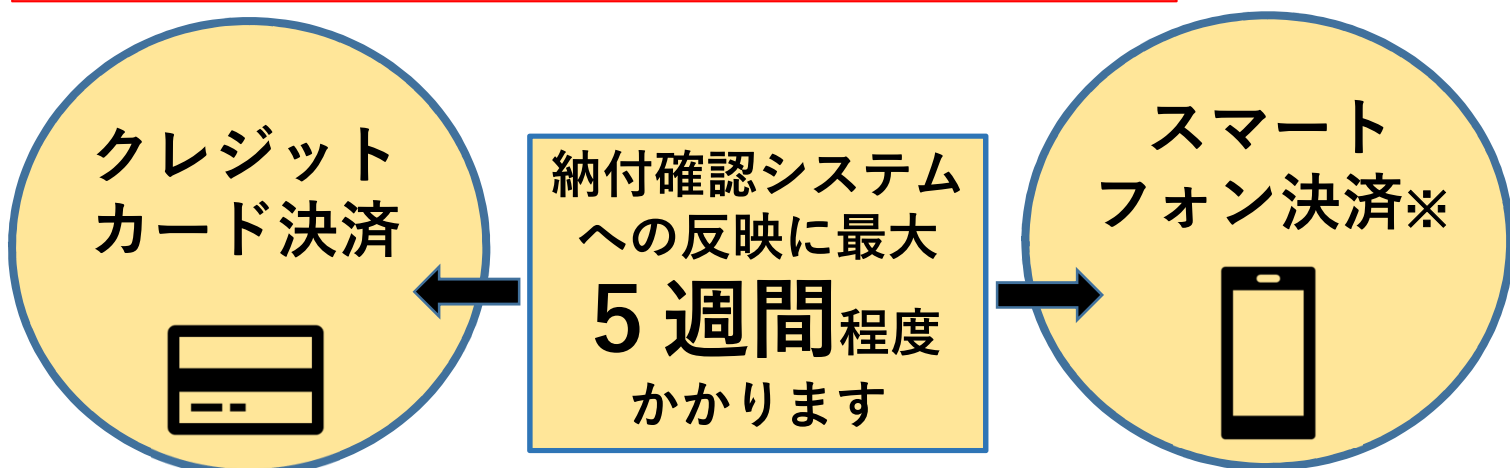 クレジット
カード決済
納付確認システム
への反映に最大
5週間程度
かかります
スマート
フォン決済※